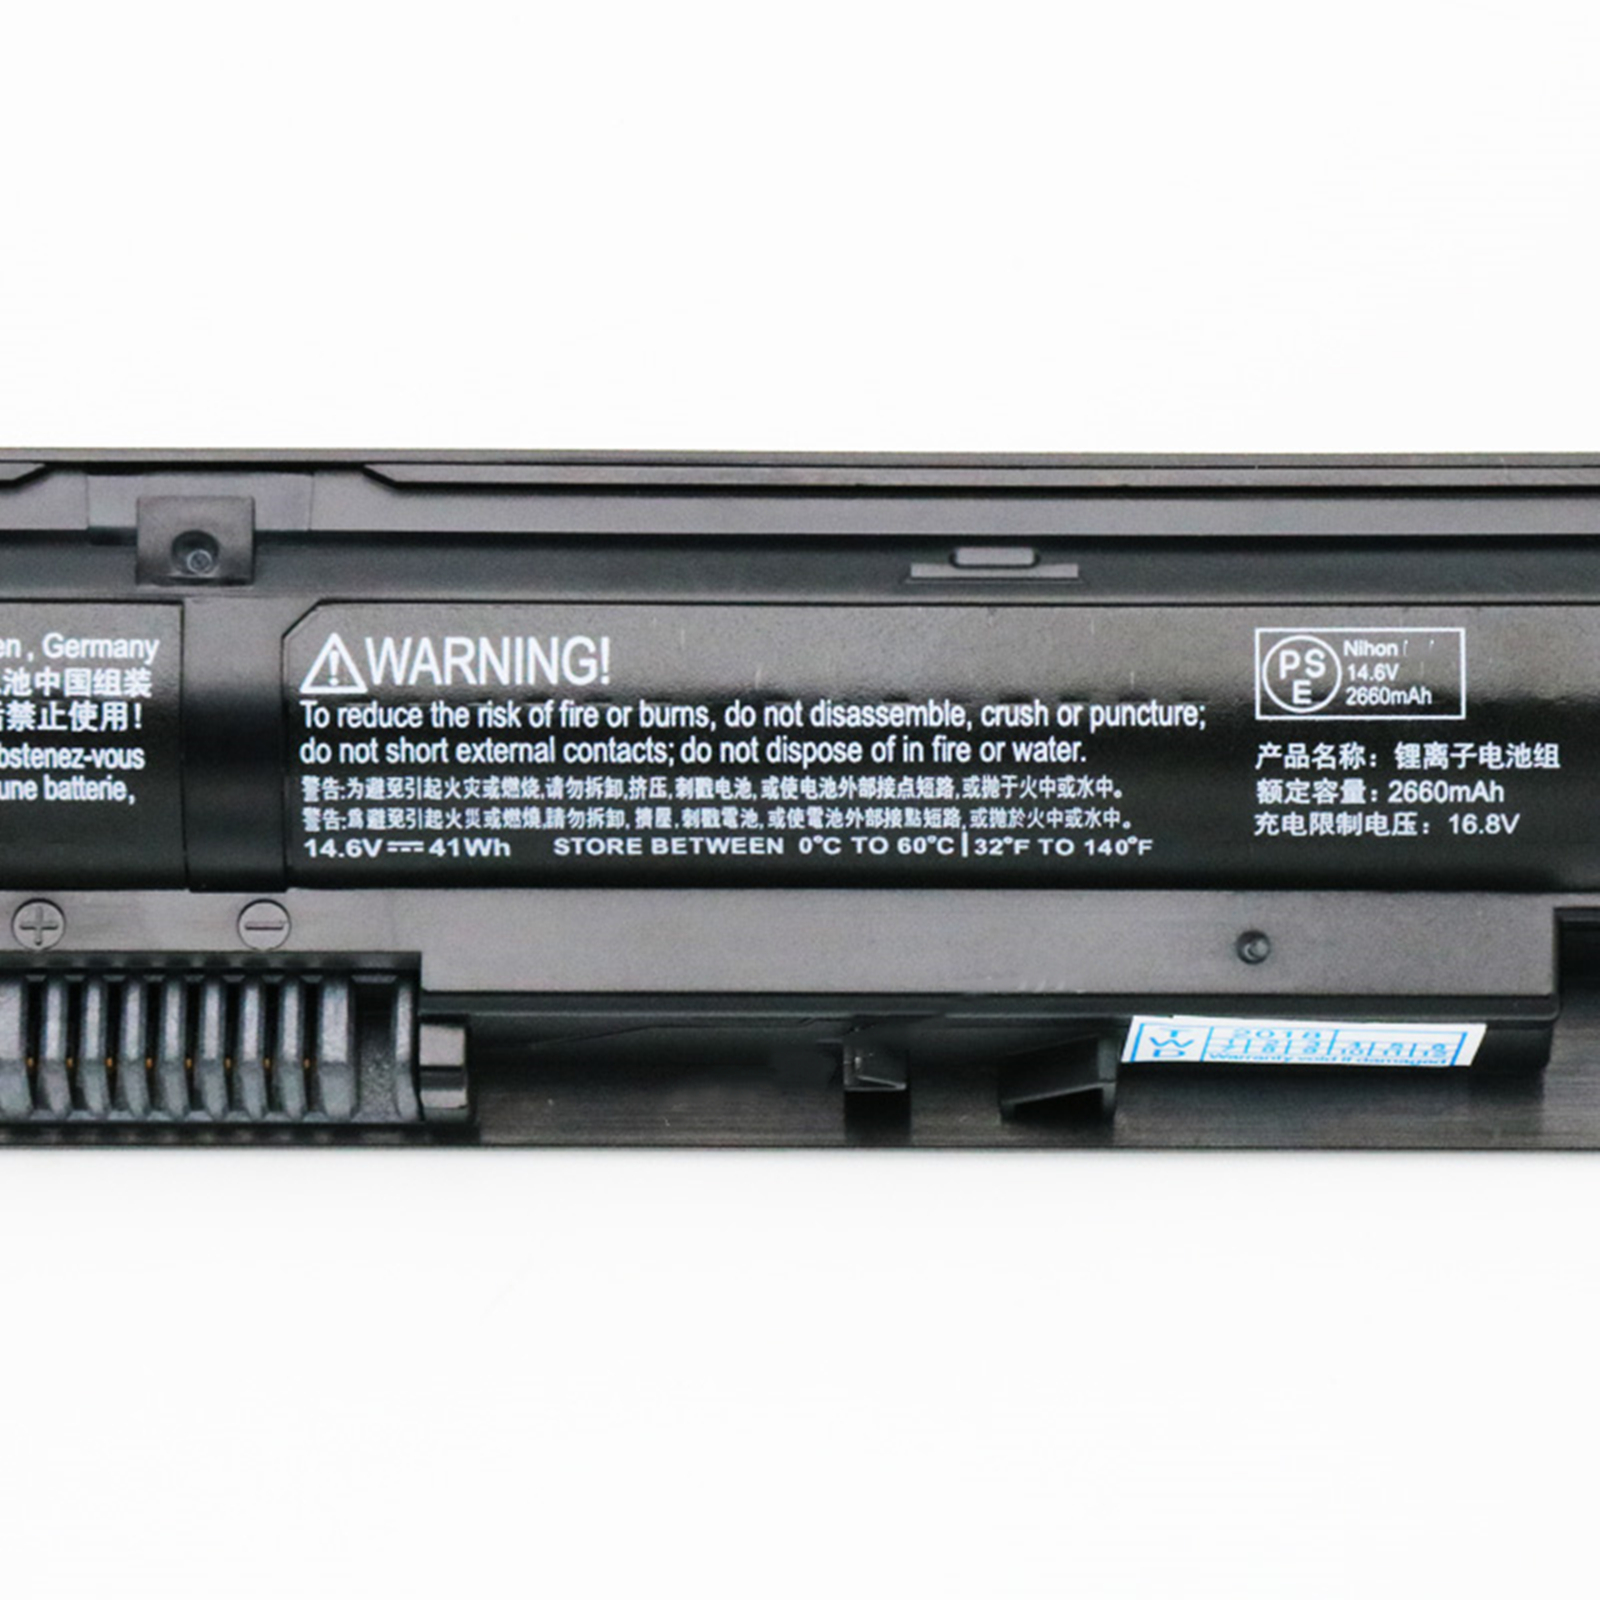 en, Germany
池中国组装
禁止使用!
bstenez-vous
une batterie,
WARNING!
To reduce the risk of fire or burns, do not disassemble, crush or puncture;
do not short external contacts; do not dispose of in fire or water.
警告:为避免引起火灾或燃烧,请勿拆卸,挤压,刺戳电池,或使电池外部接点短路,或抛于火中或水中。
警告:爲避免引起火災或燃燒,請勿拆卸,擠壓,刺戳電池,或使電池外部接點短路,或拋於火中或水中。
14.6V⎓41Wh STORE BETWEEN 0°C TO 60°C | 32°F TO 140°F
PSE
Nihon
14.6V
2660mAh
产品名称：锂离子电池组
额定容量：2660mAh
充电限制电压：16.8V
+ −
TWD
2018